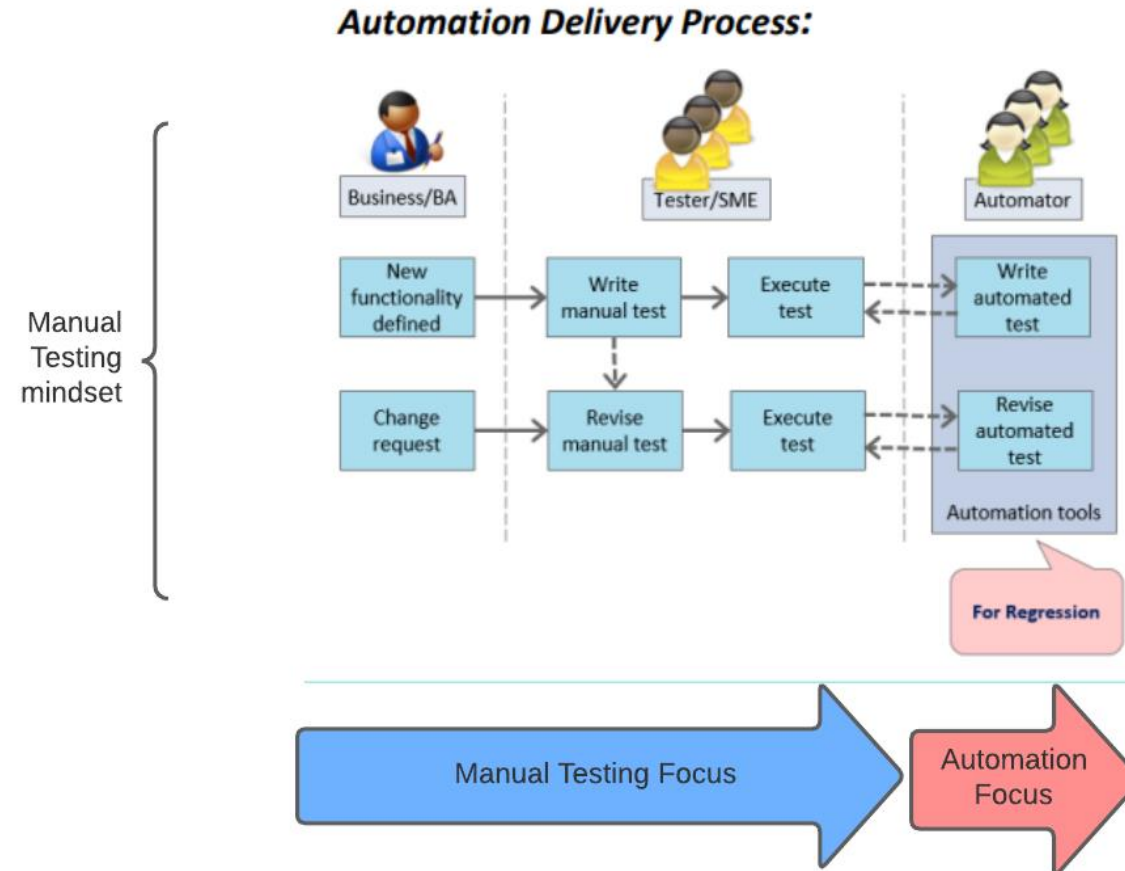 Automation Delivery Process:
Business/BA
Tester/SME
Automator
Manual
Testing
mindset
New
functionality
defined
Write
manual test
Execute
test
Write
automated
test
Change
request
Revise
manual test
Execute
test
Revise
automated
test
Automation tools
For Regression
Manual Testing Focus
Automation
Focus